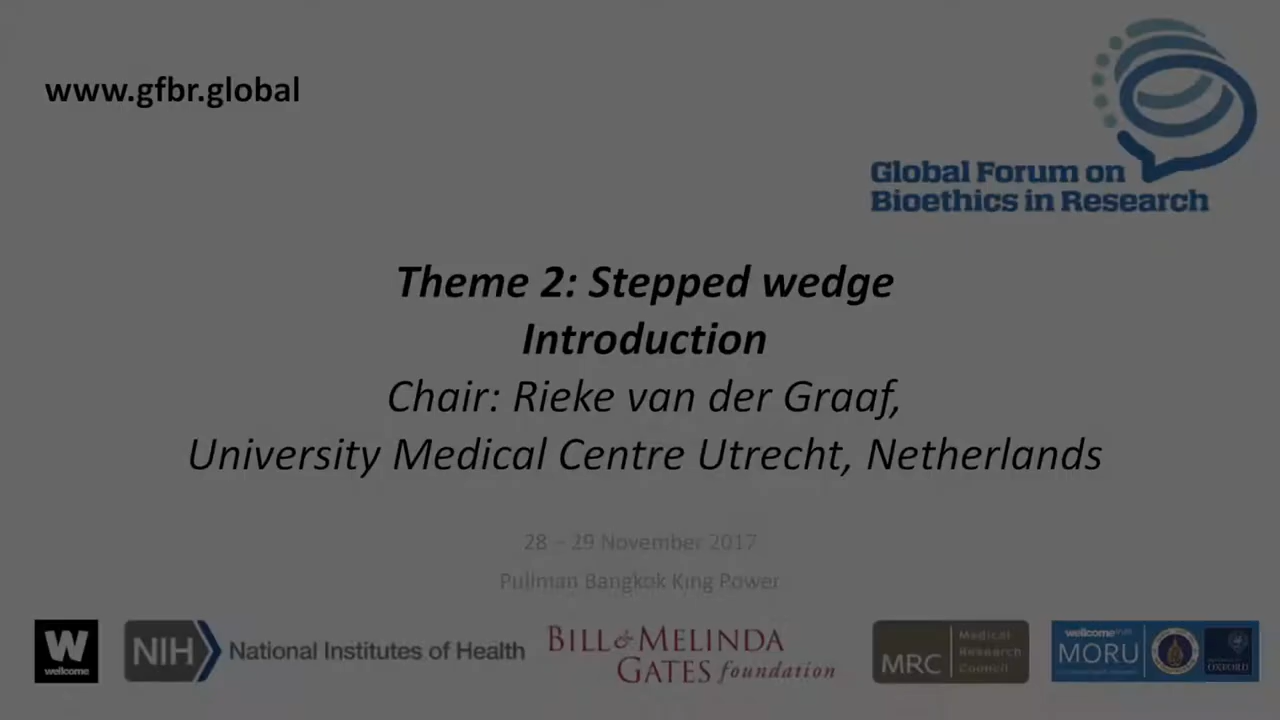 www.gfbr.global
Global Forum on
Bioethics in Research
Theme 2: Stepped wedge
Introduction
Chair: Rieke van der Graaf,
University Medical Centre Utrecht, Netherlands
28 – 29 November 2017
Pullman Bangkok King Power
W
wellcome
NIH National Institutes of Health
BILL & MELINDA
GATES foundation
MRC
Medical
Research
Council
wellcome
MORU
OXFORD